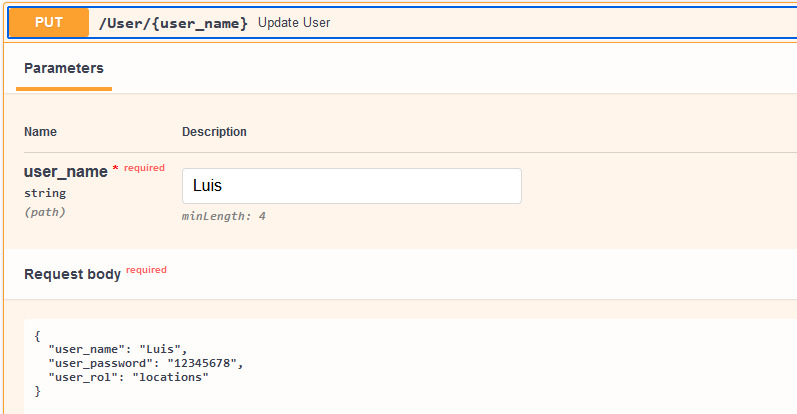 PUT /User/{user_name} Update User
Parameters
Name Description
user_name * required
string
(path)
Luis
minLength: 4
Request body required
{
  "user_name": "Luis",
  "user_password": "12345678",
  "user_rol": "locations"
}